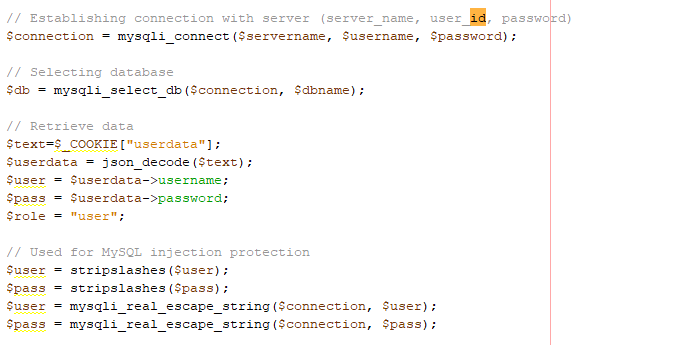 // Establishing connection with server (server_name, user_id, password)
$connection = mysqli_connect($servername, $username, $password);
// Selecting database
$db = mysqli_select_db($connection, $dbname);
// Retrieve data
$text=$_COOKIE["userdata"];
$userdata = json_decode($text);
$user = $userdata->username;
$pass = $userdata->password;
$role = "user";
// Used for MySQL injection protection
$user = stripslashes($user);
$pass = stripslashes($pass);
$user = mysqli_real_escape_string($connection, $user);
$pass = mysqli_real_escape_string($connection, $pass);